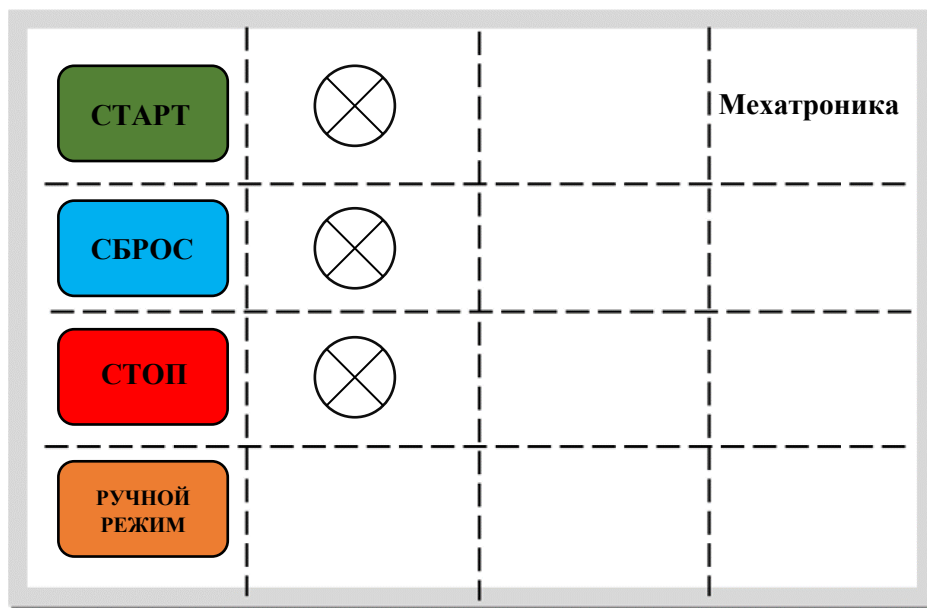 СТАРТ
Мехатроника
СБРОС
СТОП
РУЧНОЙ
РЕЖИМ